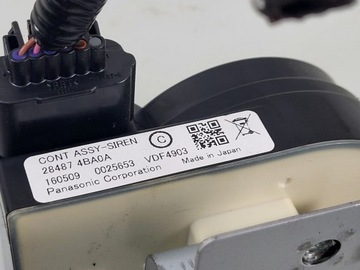 CONT ASSY-SIREN
C
28487 4BA0A
160509 0025653 VDF4903
Panasonic Corporation Made in Japan